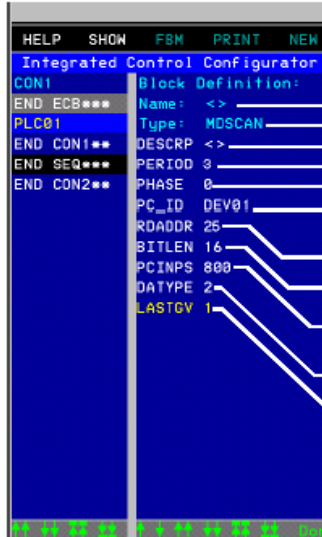 HELP SHOW FBM PRINT NEW
Integrated Control Configurator
CON1
END ECB***
PLC01
END CON1**
END SEQ***
END CON2**
Block Definition:
Name: <>
Type: MDSCAN
DESCRP <>
PERIOD 3
PHASE 0
PC_ID DEV01
RDADDR 25
BITLEN 16
PCINPS 800
DATYPE 2
LASTGV 1